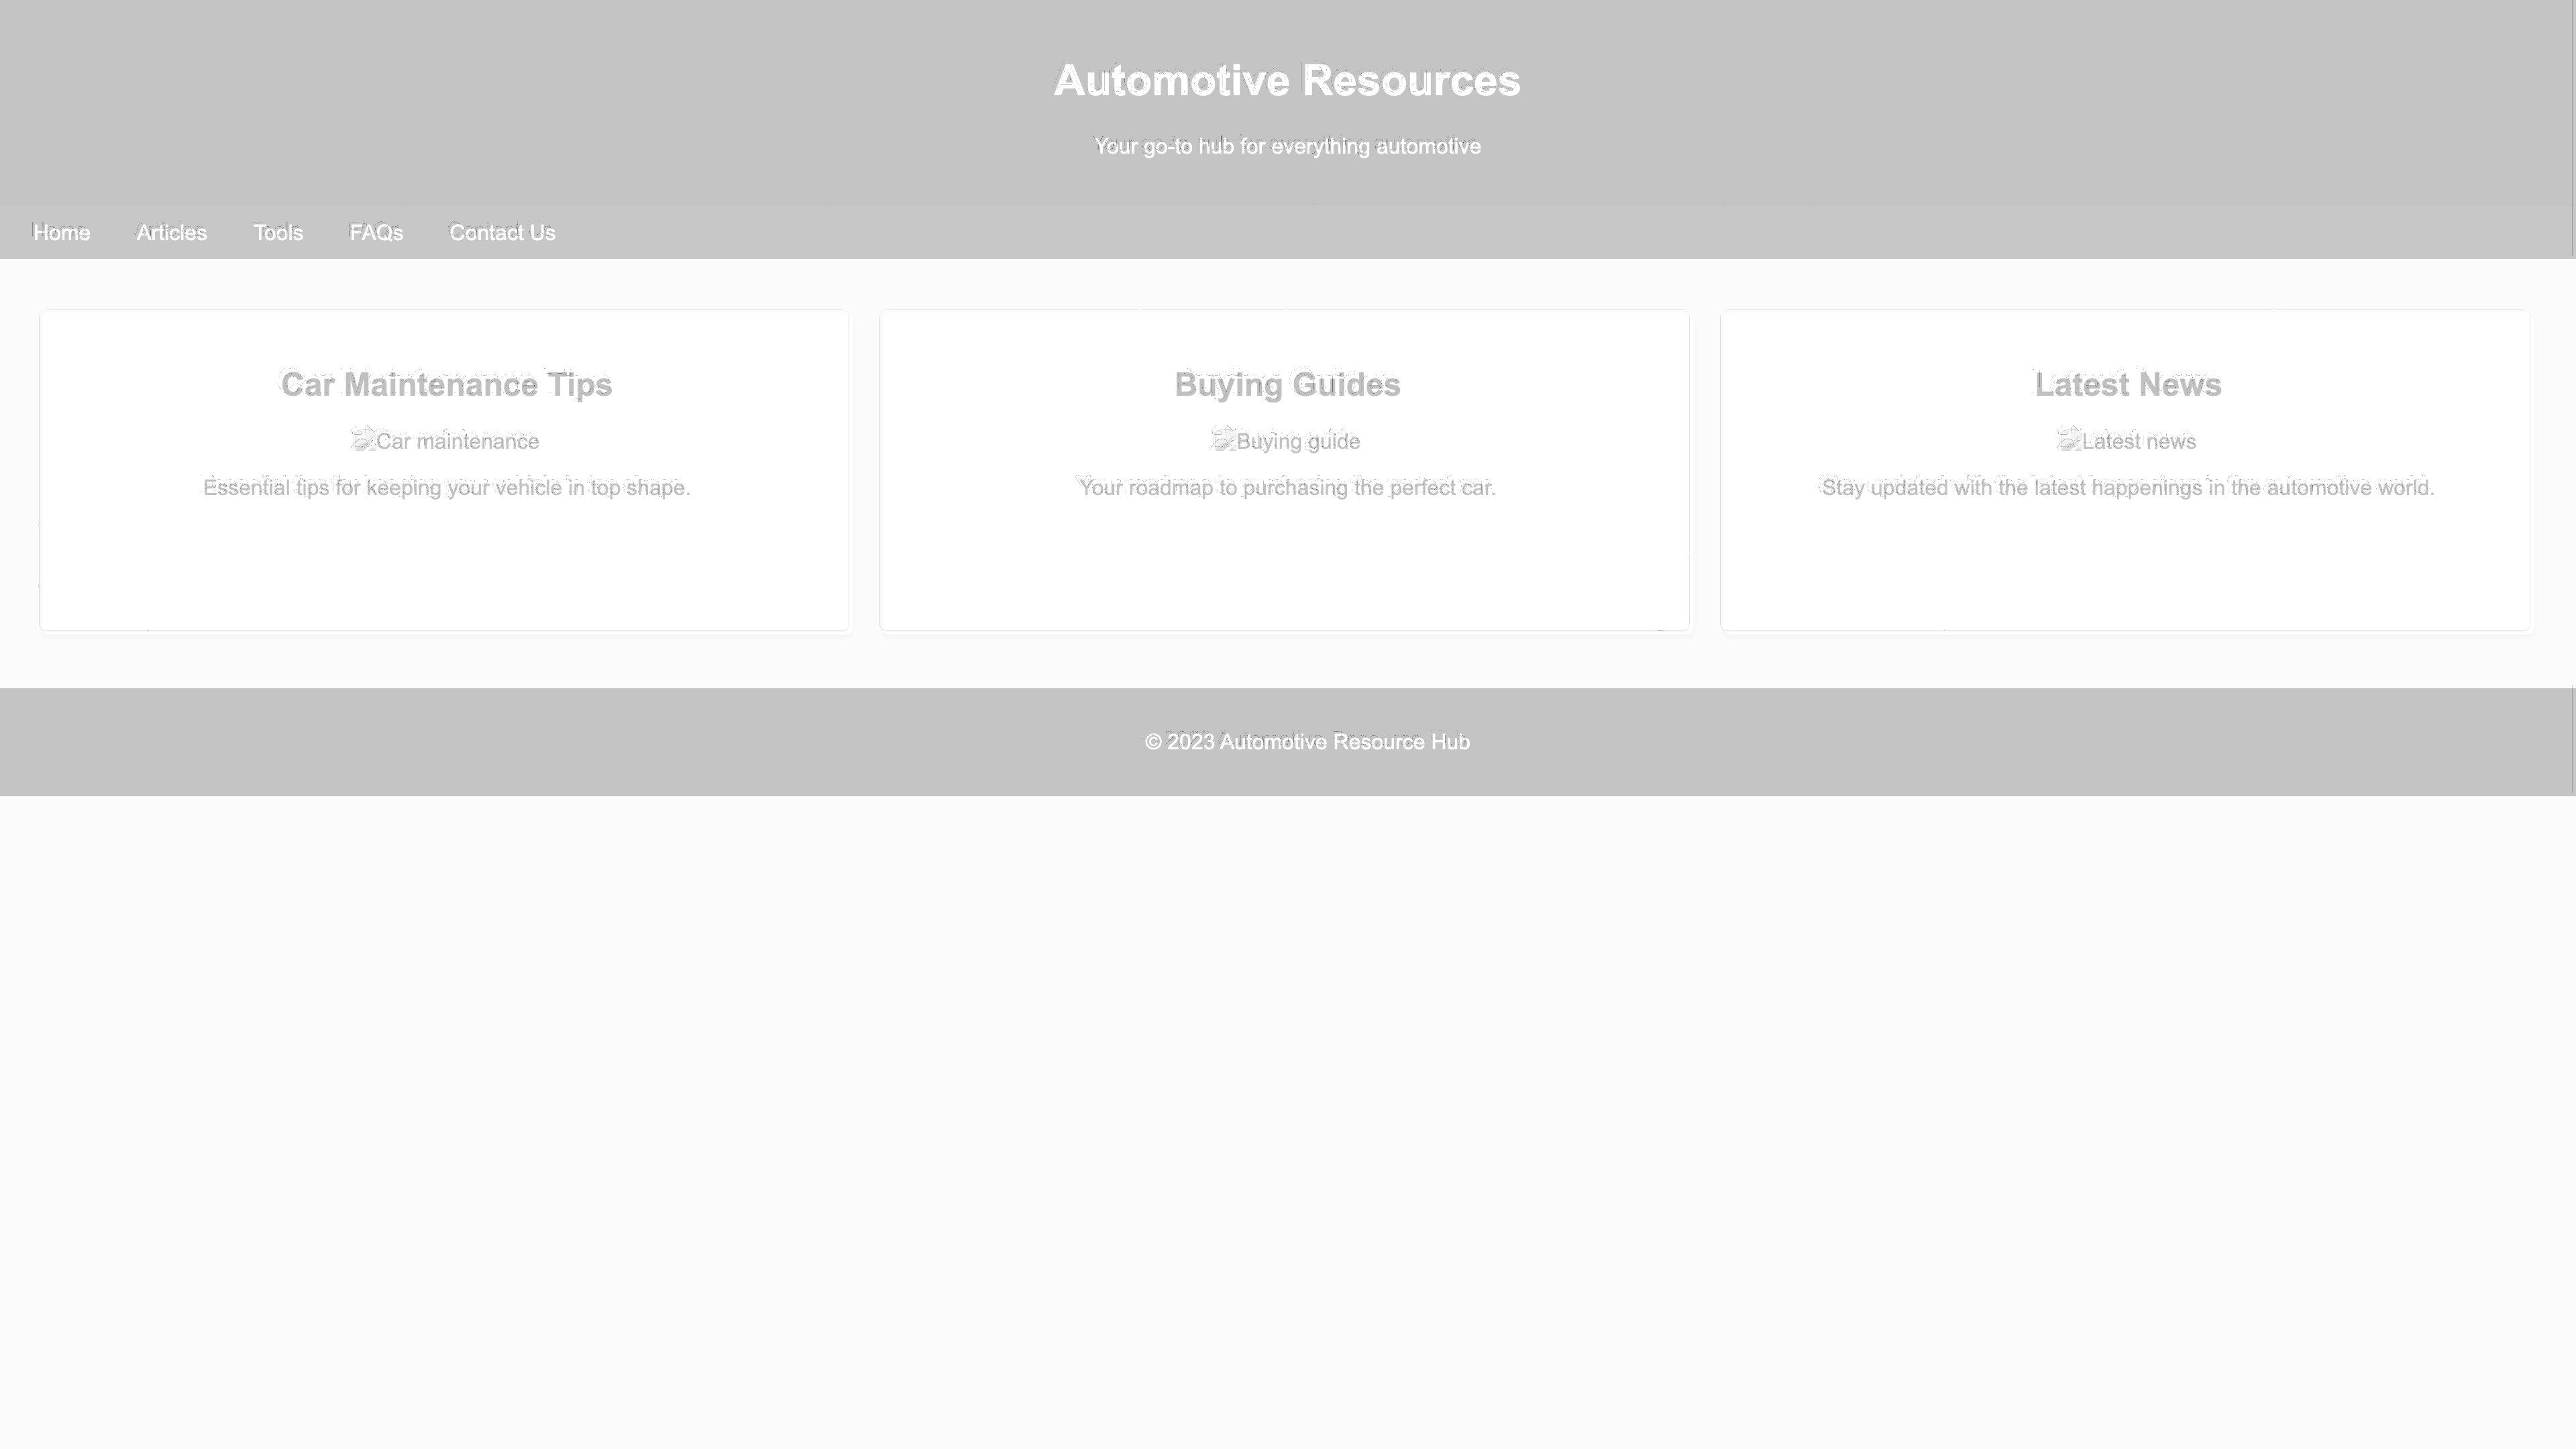 Automotive Resources
Your go-to hub for everything automotive
Home Articles Tools FAQs Contact Us
Car Maintenance Tips
Car maintenance
Essential tips for keeping your vehicle in top shape.
Buying Guides
Buying guide
Your roadmap to purchasing the perfect car.
Latest News
Latest news
Stay updated with the latest happenings in the automotive world.
© 2023 Automotive Resource Hub